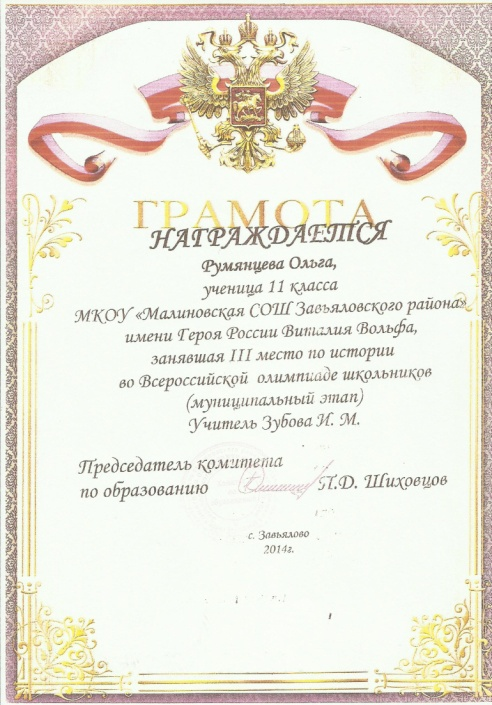 ГРАМОТА
НАГРАЖДАЕТСЯ
Румянцева Ольга,
ученица 11 класса
МКОУ «Малиновская СОШ Завьяловского района»
имени Героя России Виталия Вольфа,
занявшая III место по истории
во Всероссийской олимпиаде школьников
(муниципальный этап)
Учитель Зубова И. М.
Председатель комитета
по образованию П.Д. Шиховцов
с. Завьялово
2014г.